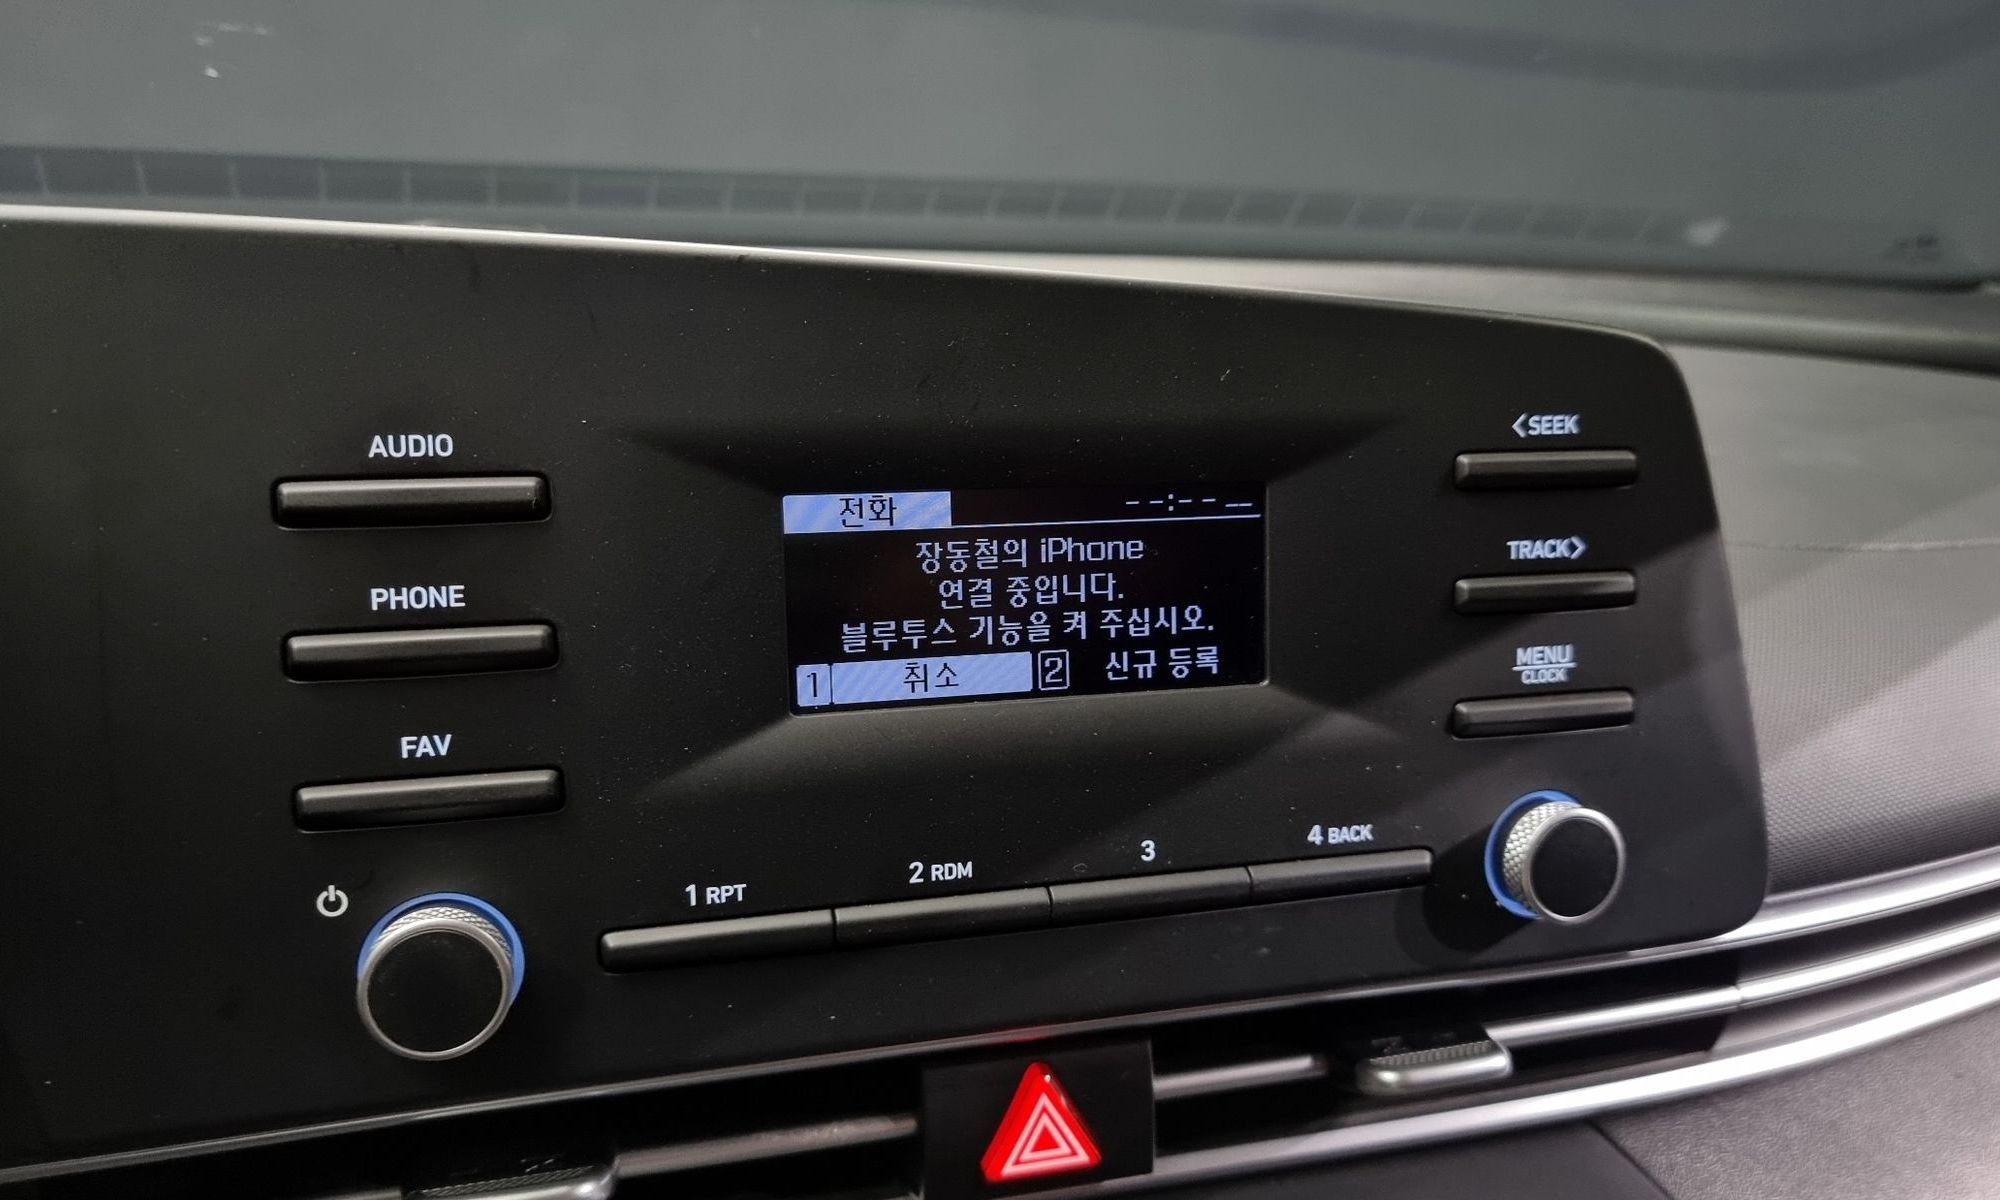 AUDIO
PHONE
FAV
전화 --:-- __
장동철의 iPhone
연결 중입니다.
블루투스 기능을 켜 주십시오.
1 취소 2 신규 등록
<SEEK
TRACK>
MENU
CLOCK
1 RPT 2 RDM 3 4 BACK